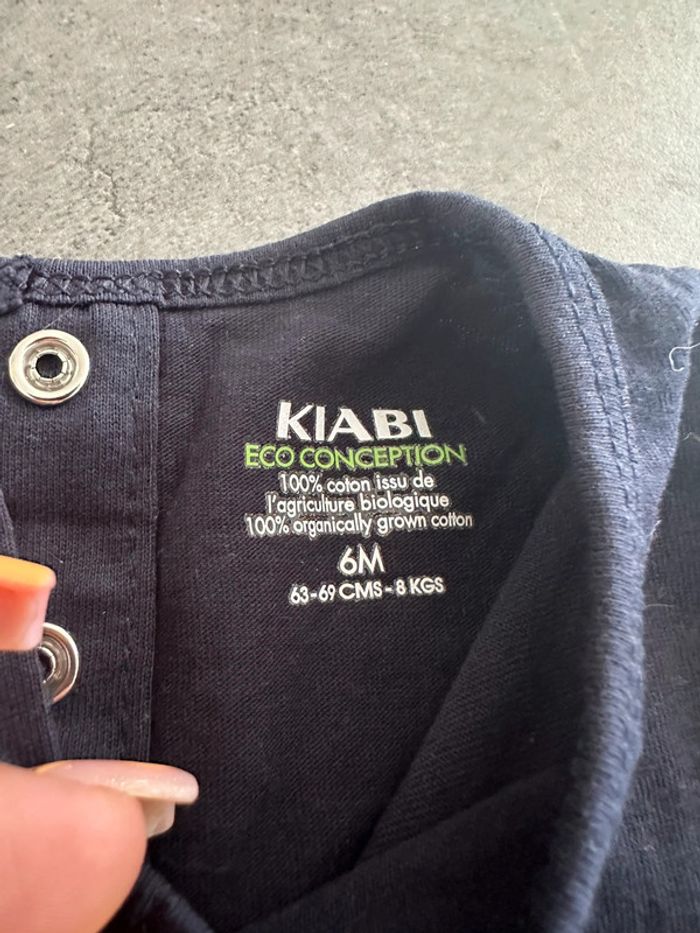 KIABI
ECO CONCEPTION
100% coton issu de
l'agriculture biologique
100% organically grown cotton
6M
63-69 CMS - 8 KGS